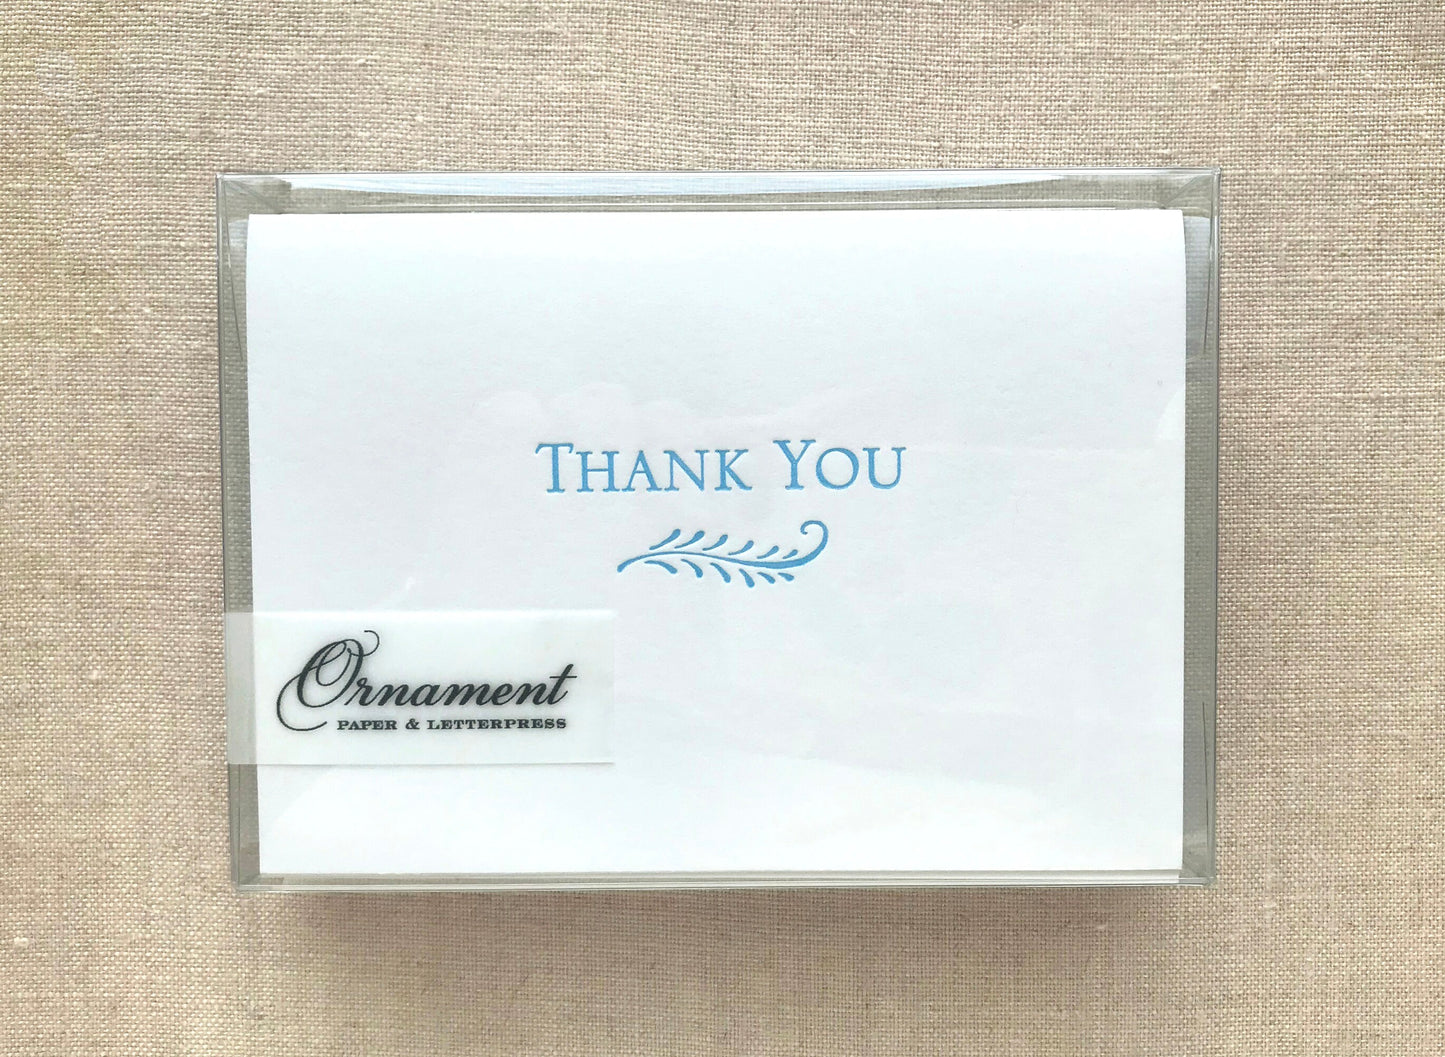 THANK YOU
Ornament
PAPER & LETTERPRESS